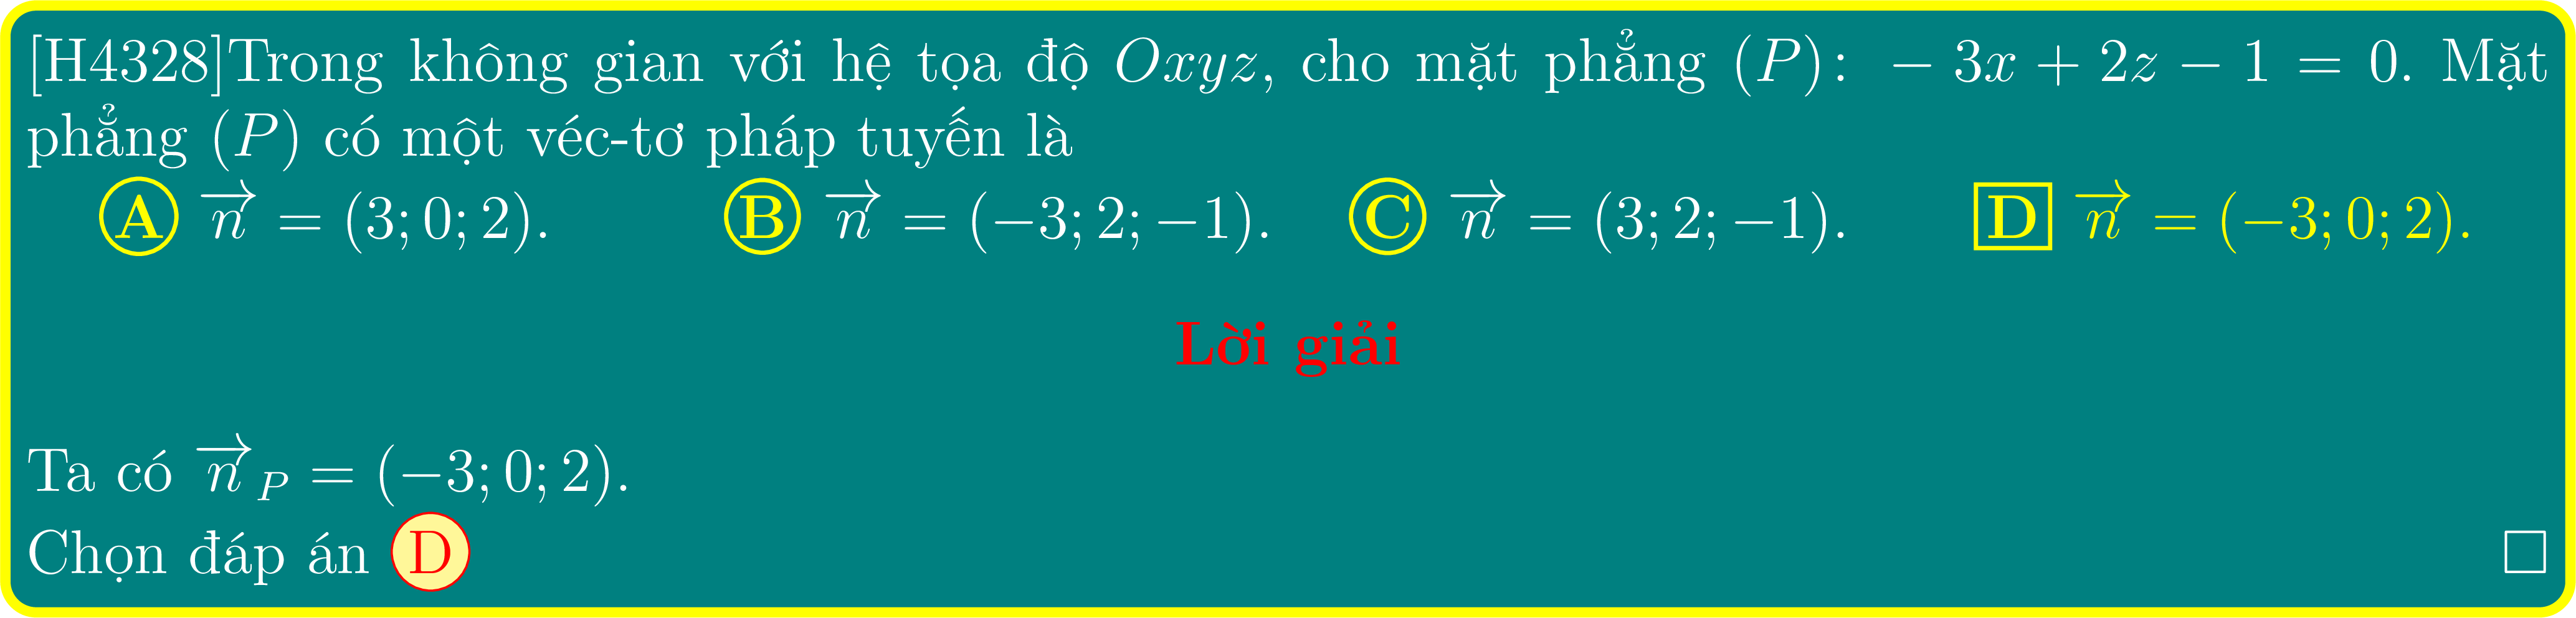 [H4328]Trong không gian với hệ tọa độ Oxyz, cho mặt phẳng (P): − 3x + 2z − 1 = 0. Mặt
phẳng (P) có một véc-tơ pháp tuyến là
A $\overrightarrow{n}$ = (3; 0; 2). B $\overrightarrow{n}$ = (−3; 2; −1). C $\overrightarrow{n}$ = (3; 2; −1). D $\overrightarrow{n}$ = (−3; 0; 2).
Lời giải
Ta có $\overrightarrow{n}_P$ = (−3; 0; 2).
Chọn đáp án D □